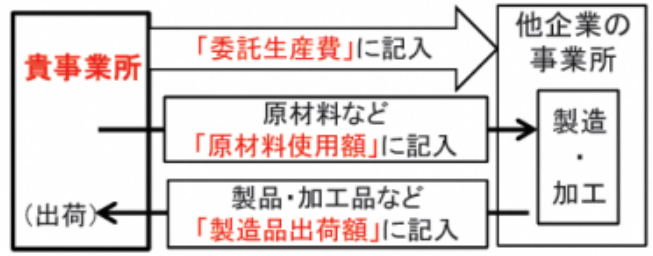 貴事業所
(出荷)
「委託生産費」に記入
原材料など
「原材料使用額」に記入
製品・加工品など
「製造品出荷額」に記入
他企業の
事業所
製造
・
加工